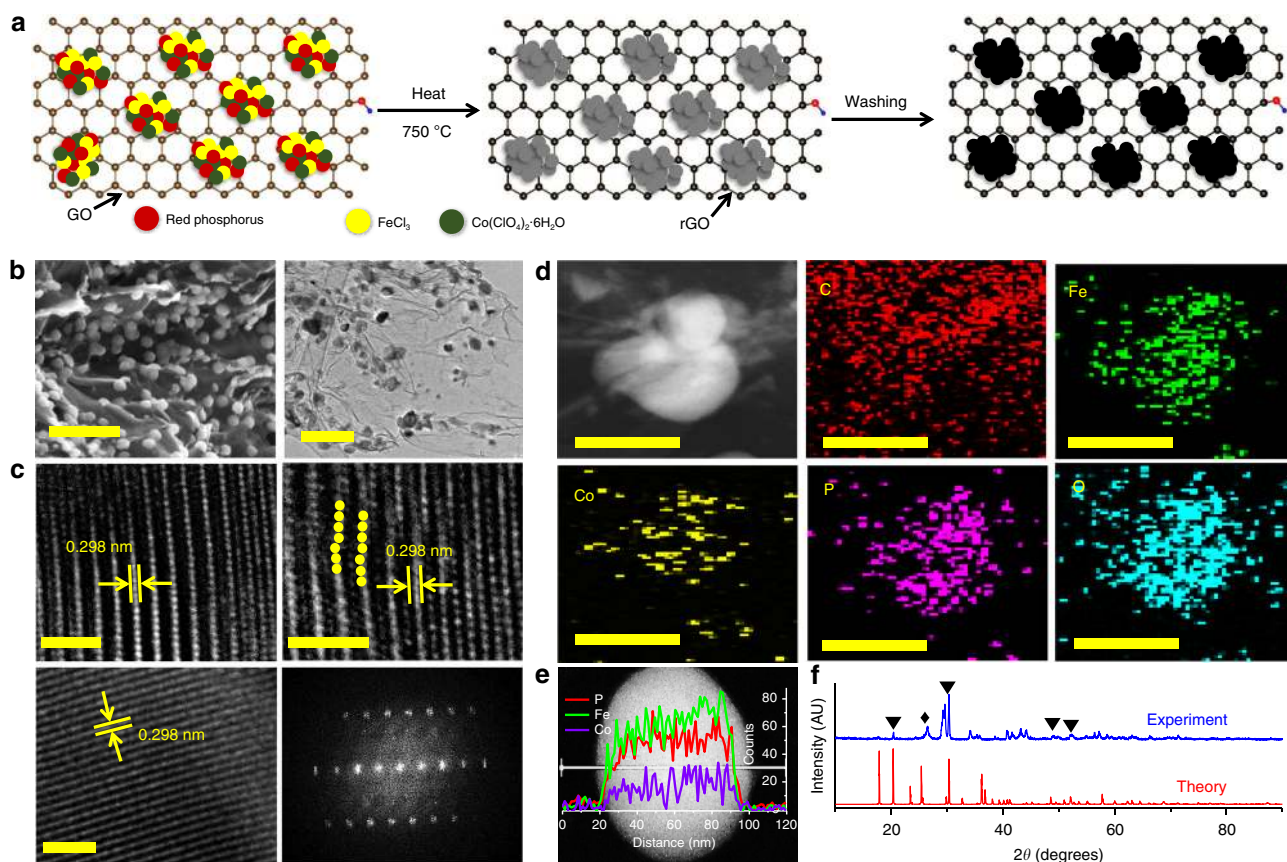 a
Heat
750 °C
Washing
GO
rGO
Red phosphorus
FeCl3
Co(ClO4)2·6H2O
b
d
C
Fe
c
0.298 nm
0.298 nm
Co
P
O
0.298 nm
e
P
Fe
Co
80
60
40
20
0
Counts
0 20 40 60 80 100 120
Distance (nm)
f
Experiment
Theory
Intensity (AU)
20 40 60 80
2θ (degrees)